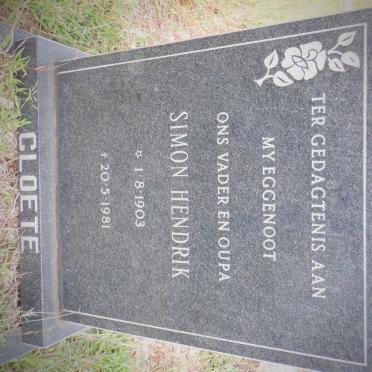 TER GEDAGTENIS AAN
MY EGGENOOT
ONS VADER EN OUPA
SIMON HENDRIK
✡ 1·8·1903
✝ 20·5·1981
CLOETE